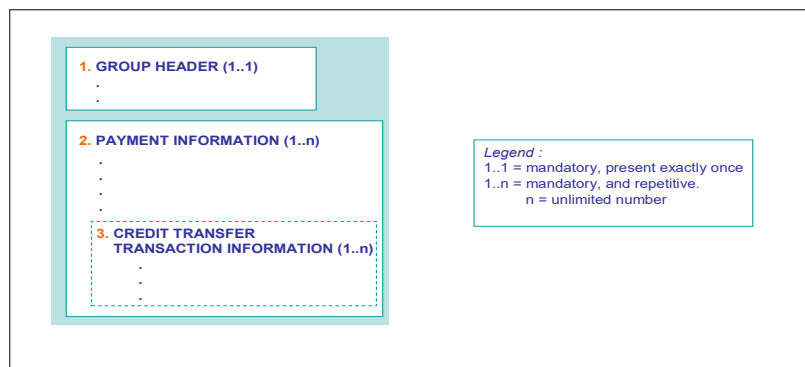 1. GROUP HEADER (1..1)
.
.
2. PAYMENT INFORMATION (1..n)
.
.
.
.
3. CREDIT TRANSFER
TRANSACTION INFORMATION (1..n)
.
.
.
Legend :
1..1 = mandatory, present exactly once
1..n = mandatory, and repetitive.
n = unlimited number